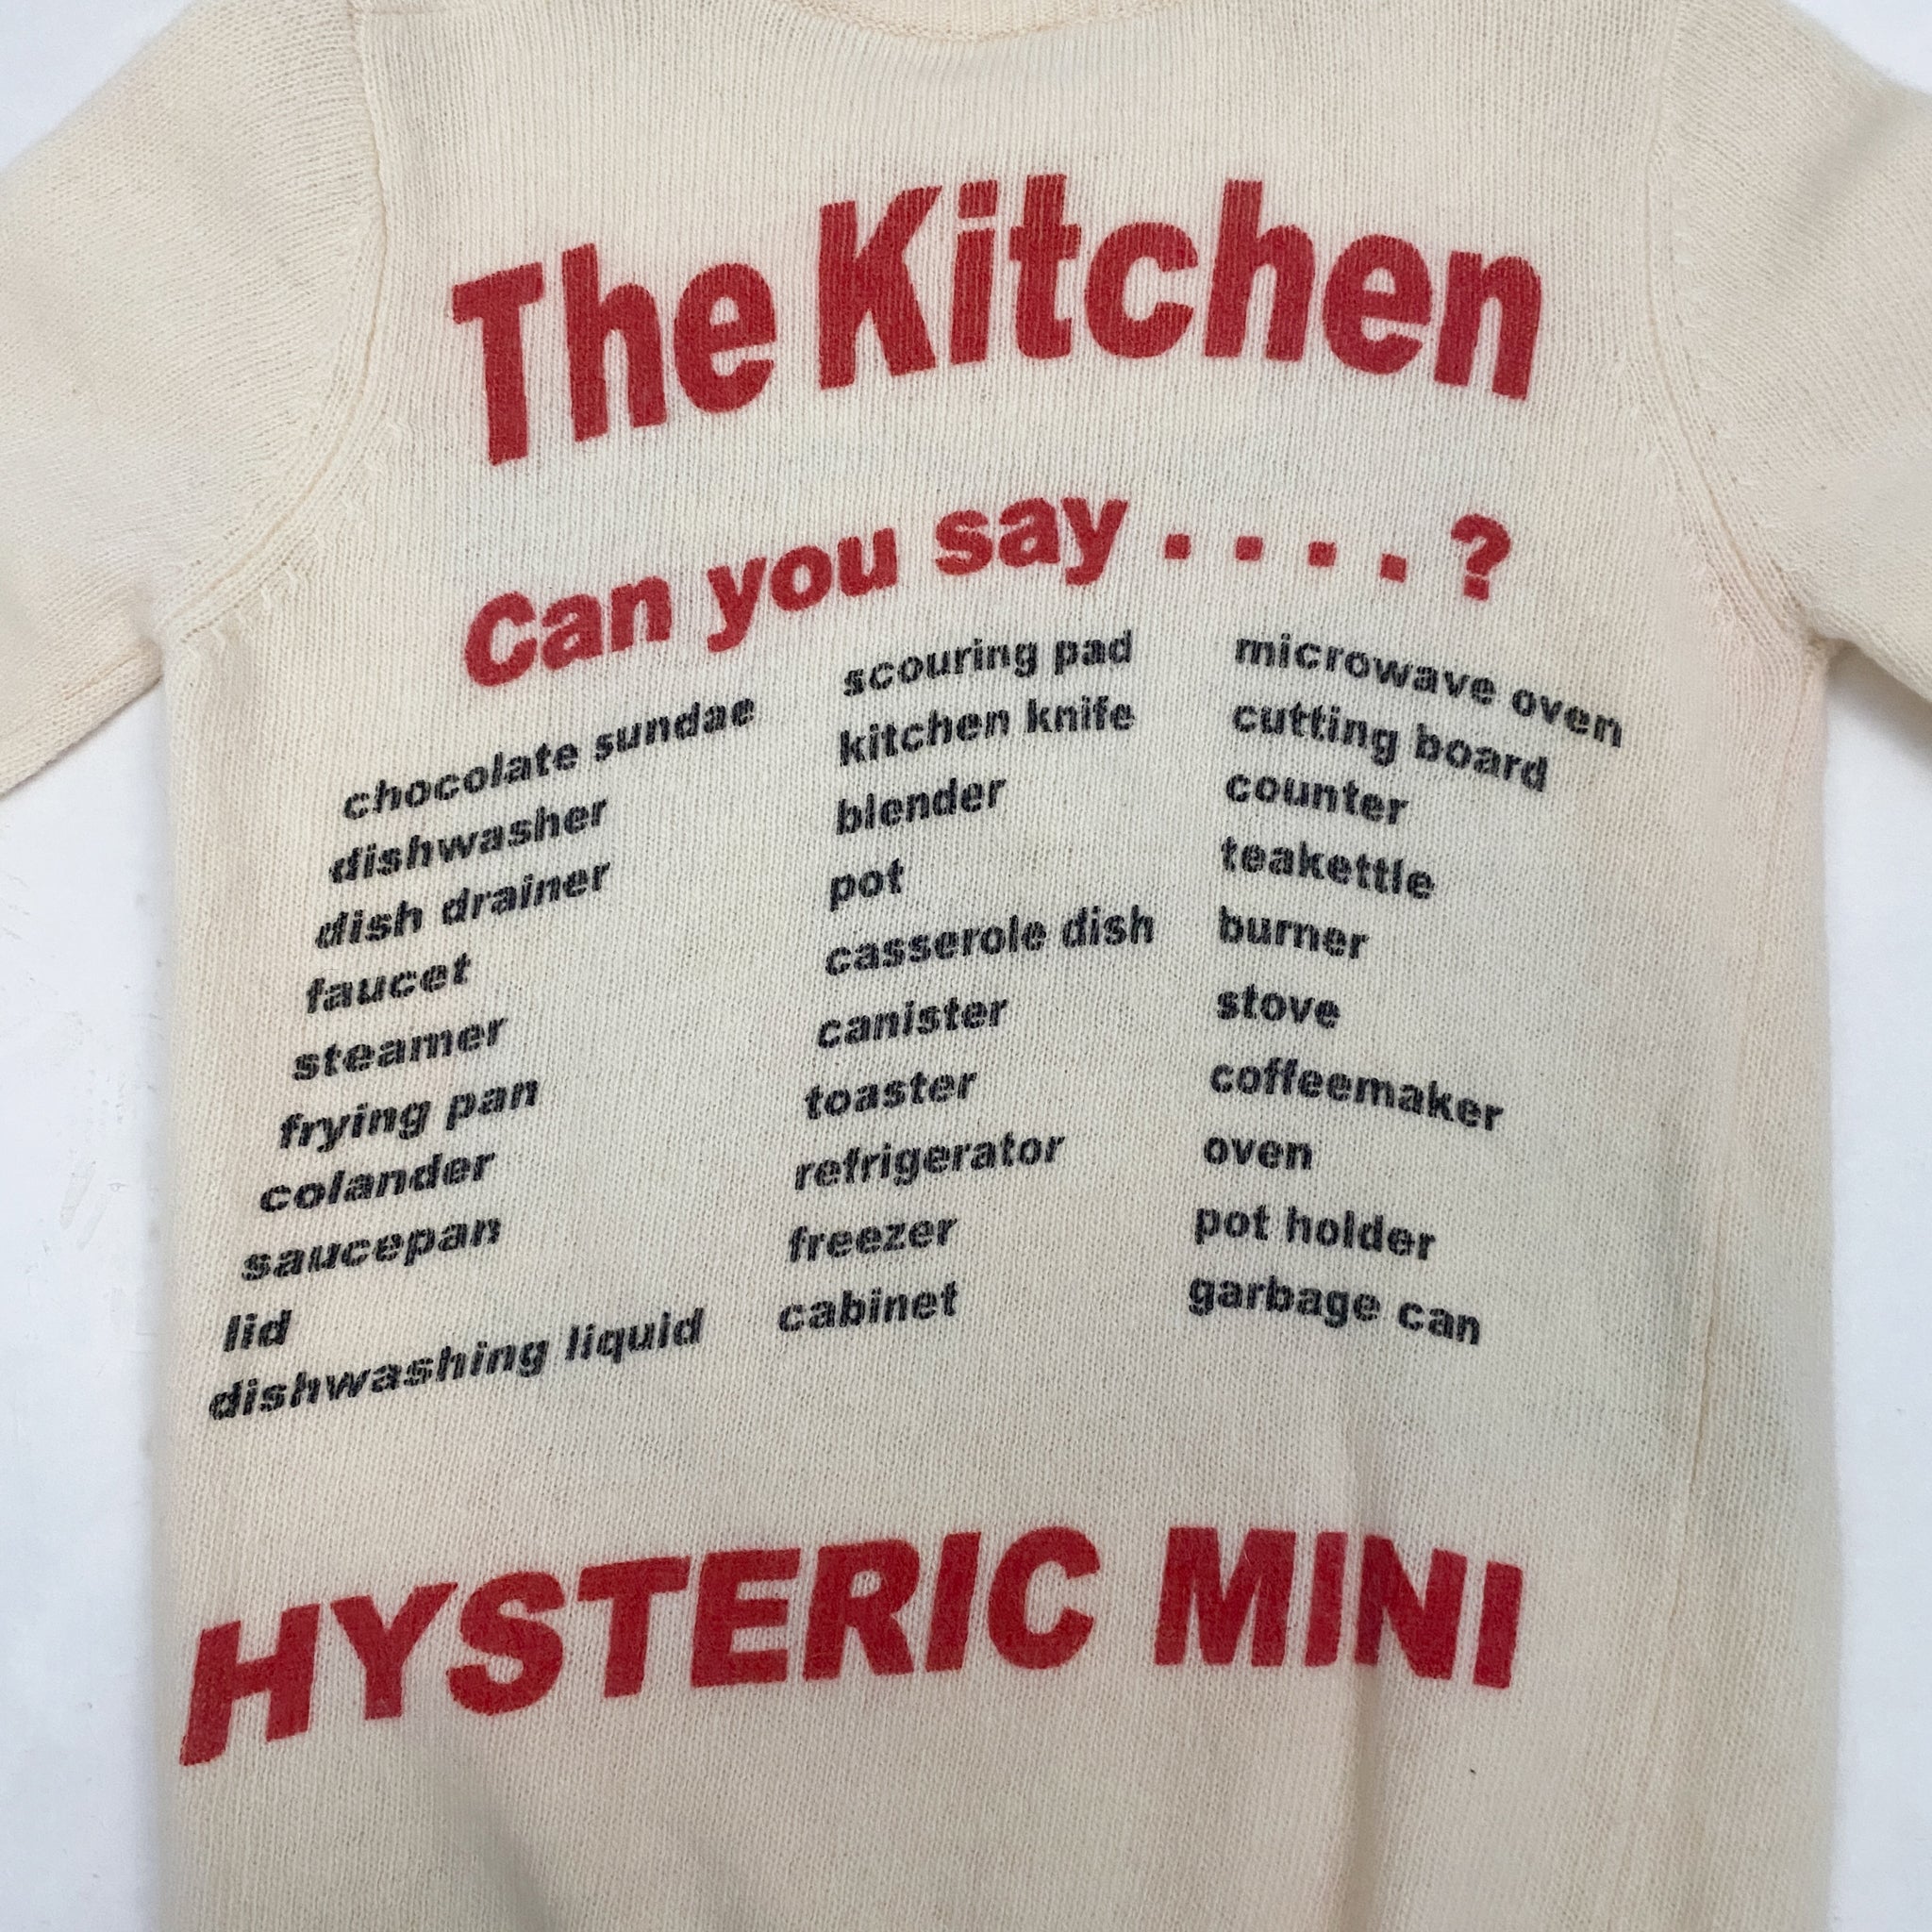 The Kitchen
Can you say . . . . ?
chocolate sundae
dishwasher
dish drainer
faucet
steamer
frying pan
colander
saucepan
lid
dishwashing liquid
scouring pad
kitchen knife
blender
pot
casserole dish
canister
toaster
refrigerator
freezer
cabinet
microwave oven
cutting board
counter
teakettle
burner
stove
coffeemaker
oven
pot holder
garbage can
HYSTERIC MINI